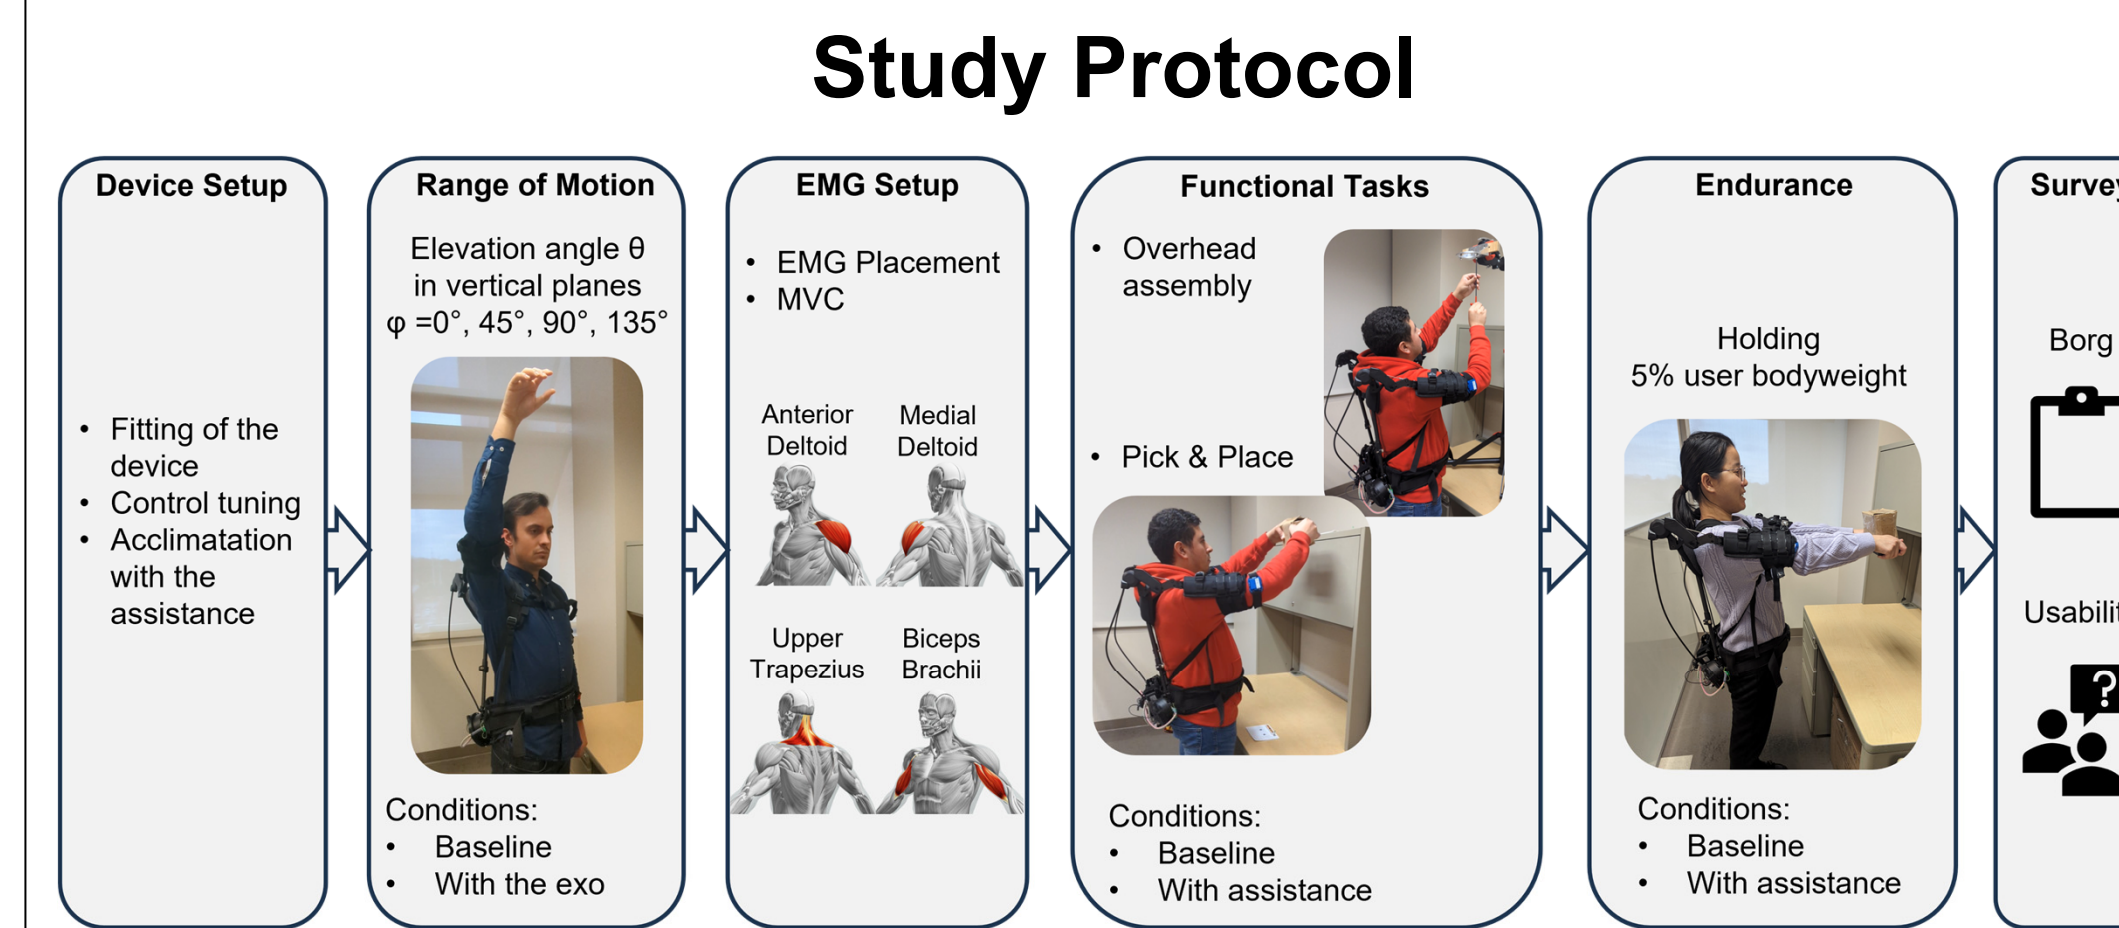 Study Protocol
Device Setup
• Fitting of the
device
• Control tuning
• Acclimatation
with the
assistance
Range of Motion
Elevation angle θ
in vertical planes
φ =0°, 45°, 90°, 135°
Conditions:
• Baseline
• With the exo
EMG Setup
• EMG Placement
• MVC
Anterior
Deltoid
Medial
Deltoid
Upper
Trapezius
Biceps
Brachii
Functional Tasks
• Overhead
assembly
• Pick & Place
Conditions:
• Baseline
• With assistance
Endurance
Holding
5% user bodyweight
Conditions:
• Baseline
• With assistance
Borg
?